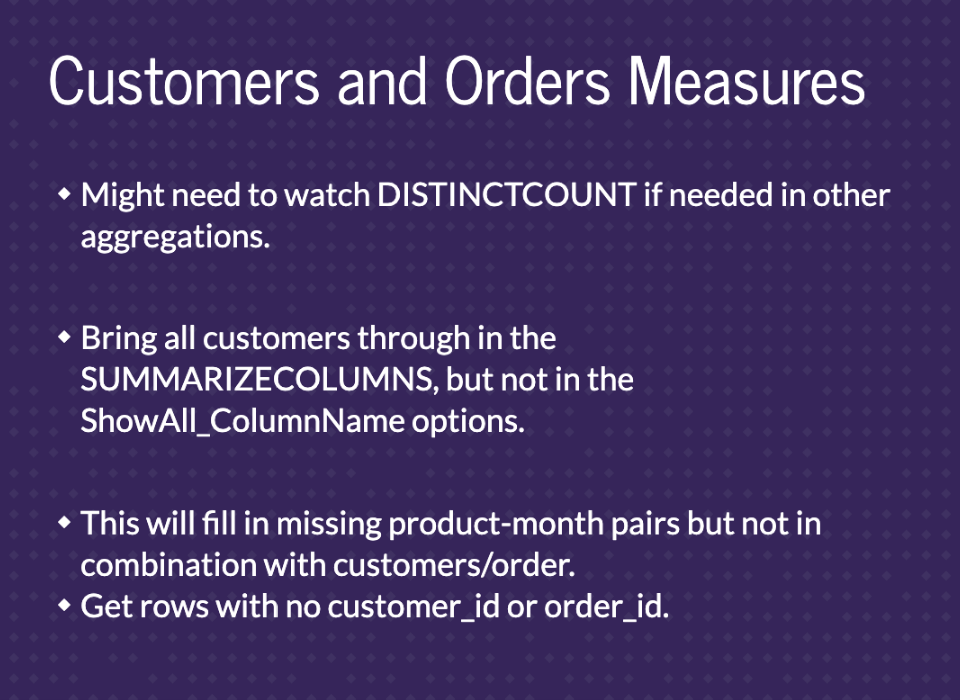 Customers and Orders Measures
Might need to watch DISTINCTCOUNT if needed in other
aggregations.
Bring all customers through in the
SUMMARIZECOLUMNS, but not in the
ShowAll_ColumnName options.
This will fill in missing product-month pairs but not in
combination with customers/order.
Get rows with no customer_id or order_id.